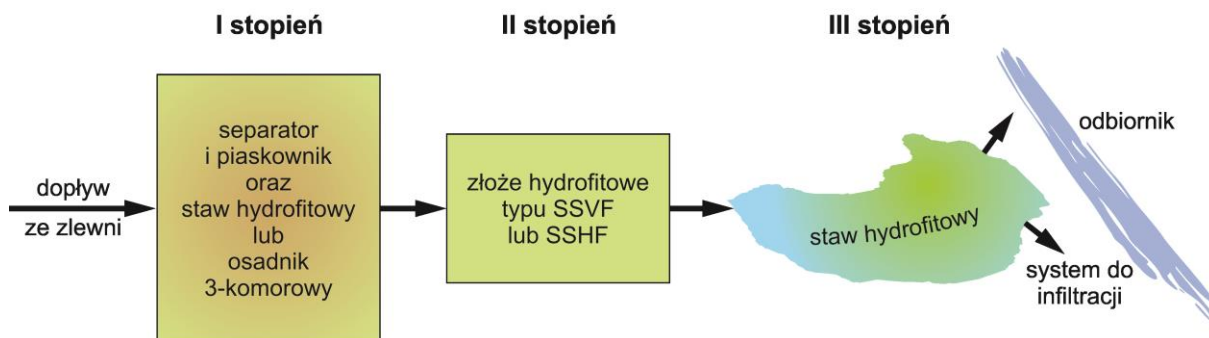 I stopień
II stopień
III stopień
dopływ
ze zlewni
separator
i piaskownik
oraz
staw hydrofitowy
lub
osadnik
3-komorowy
złoże hydrofitowe
typu SSVF
lub SSHF
staw hydrofitowy
odbiornik
system do
infiltracji